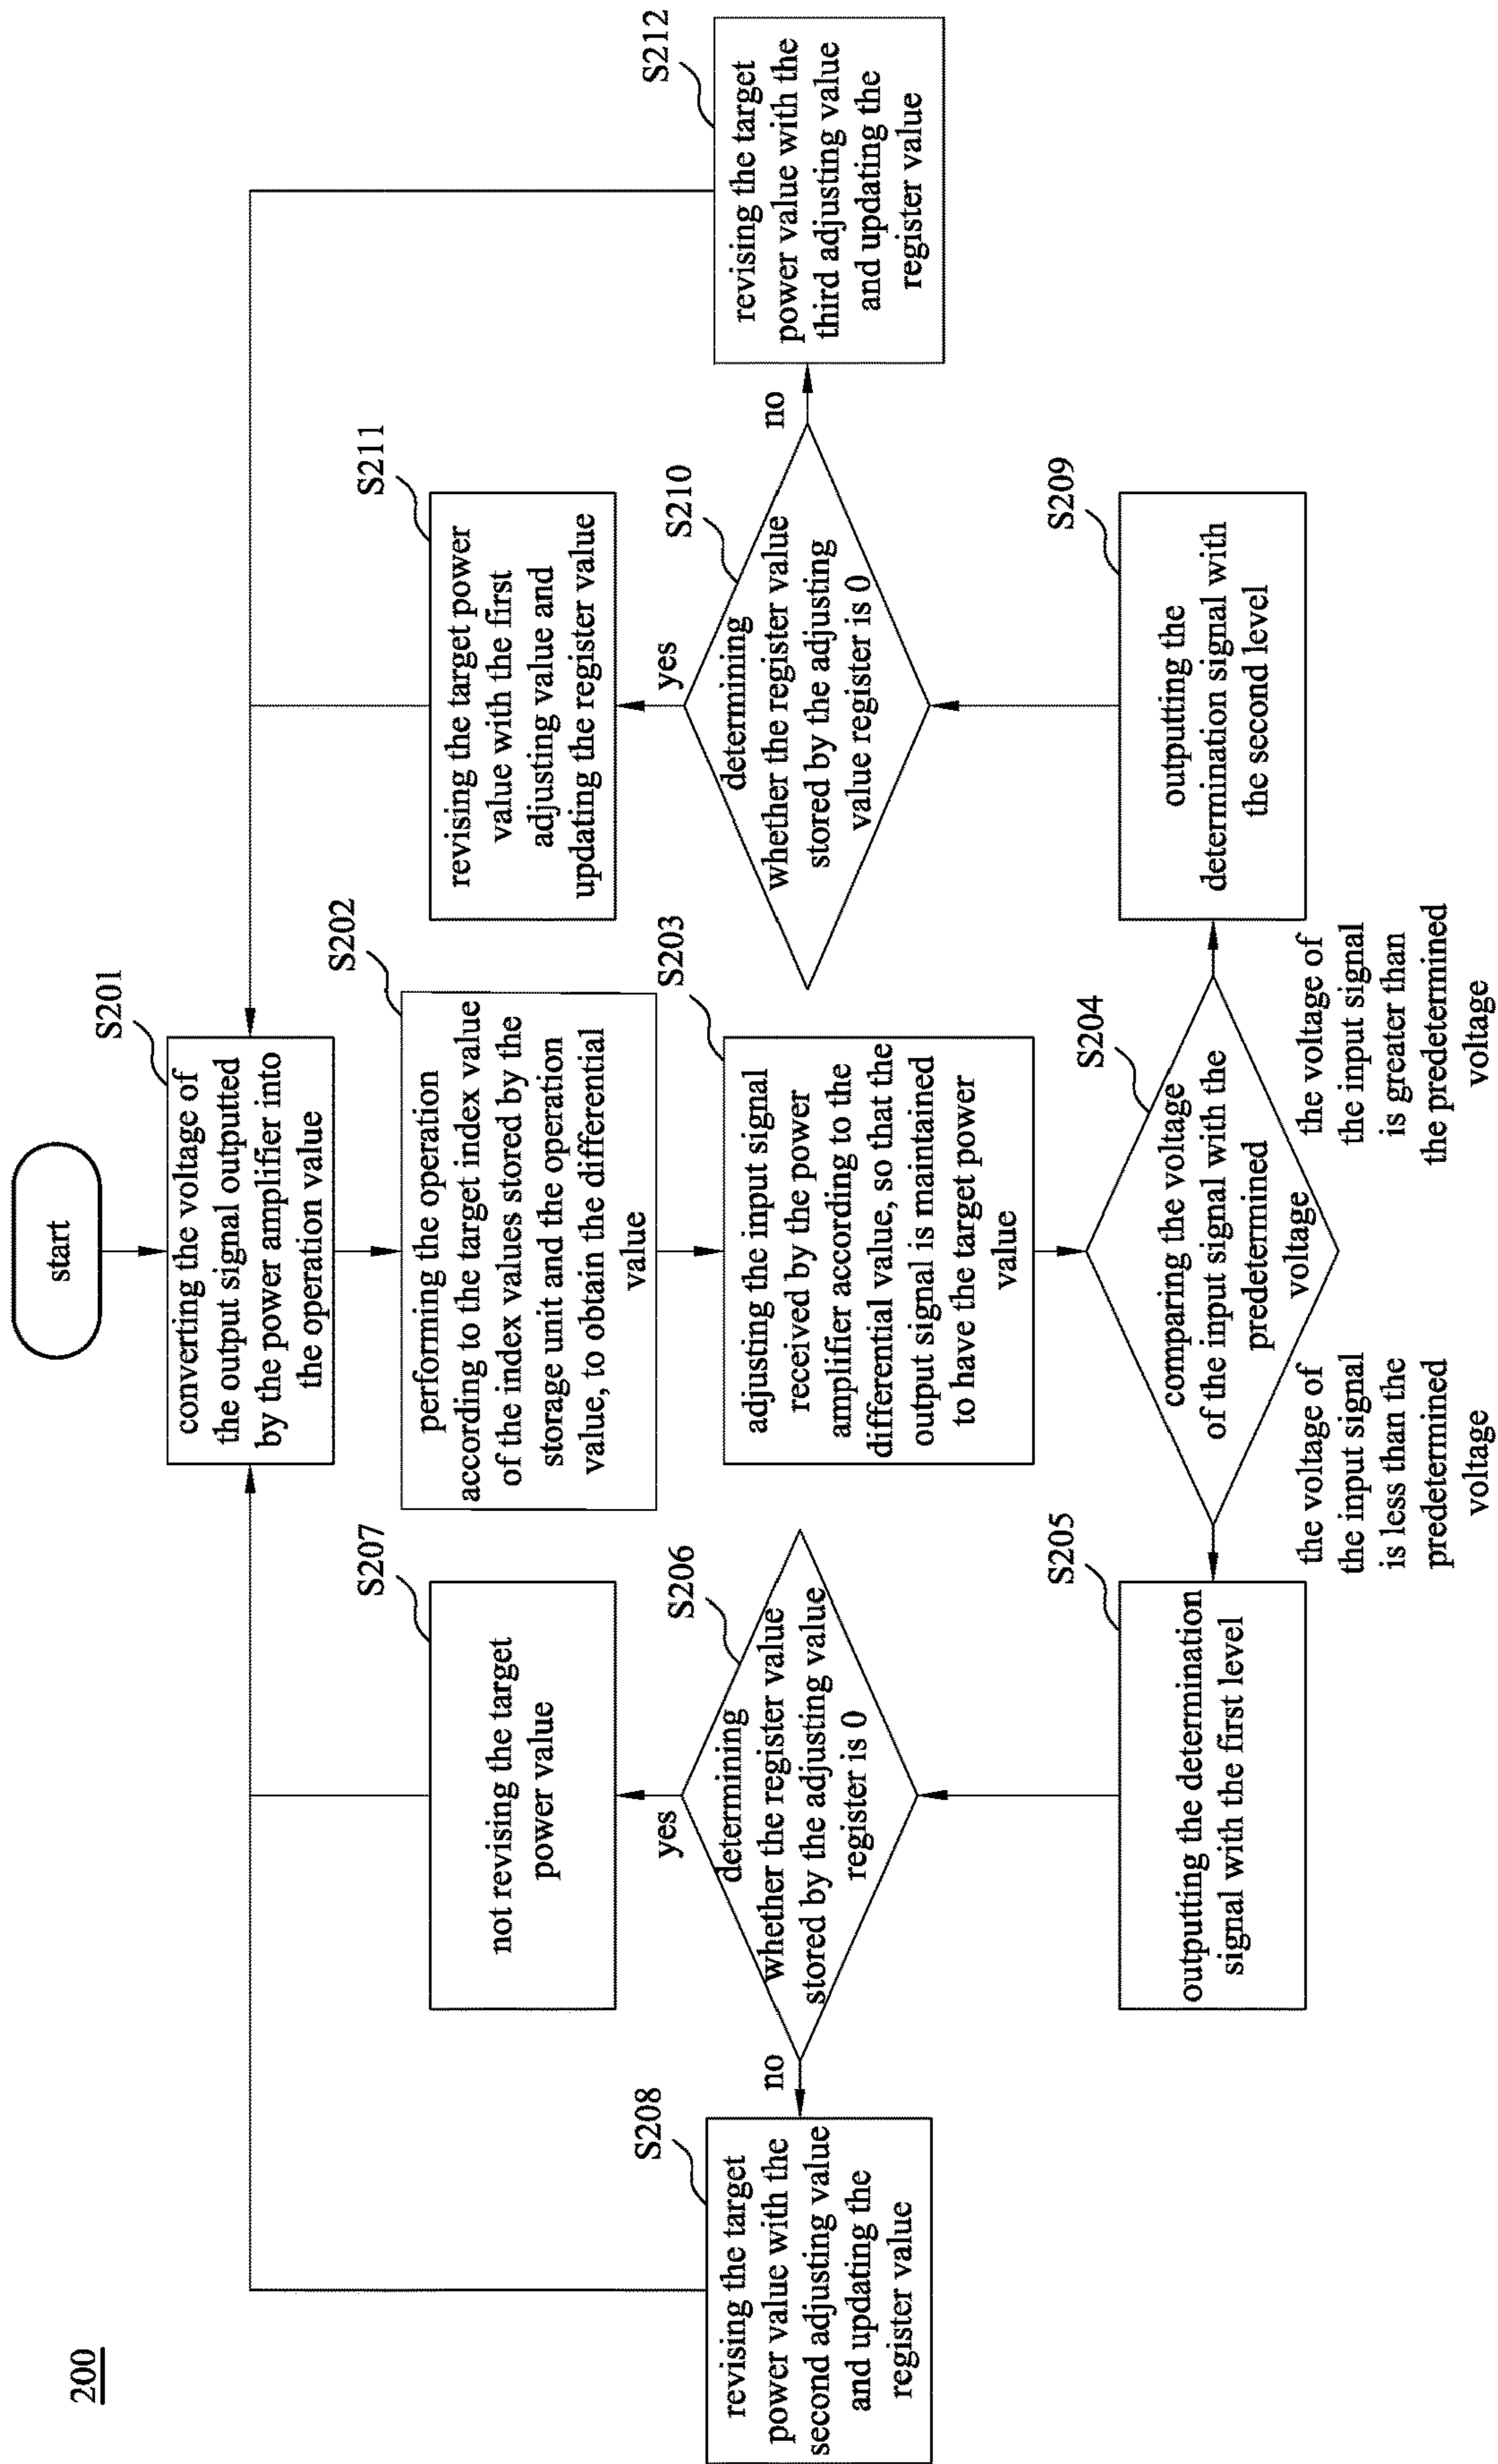 200
start
S201
converting the voltage of
the output signal outputted
by the power amplifier into
the operation value
S202
performing the operation
according to the target index value
of the index values stored by the
storage unit and the operation
value, to obtain the differential
value
S203
adjusting the input signal
received by the power
amplifier according to the
differential value, so that the
output signal is maintained
to have the target power
value
S204
comparing the voltage
of the input signal with the
predetermined
voltage
the voltage of
the input signal
is less than the
predetermined
voltage
the voltage of
the input signal
is greater than
the predetermined
voltage
S205
outputting the determination
signal with the first level
S206
determining
whether the register value
stored by the adjusting value
register is 0
yes
no
S207
not revising the target
power value
S208
revising the target
power value with the
second adjusting value
and updating the
register value
S209
outputting the
determination signal with
the second level
S210
determining
whether the register value
stored by the adjusting
value register is 0
yes
no
S211
revising the target power
value with the first
adjusting value and
updating the register value
S212
revising the target
power value with the
third adjusting value
and updating the
register value